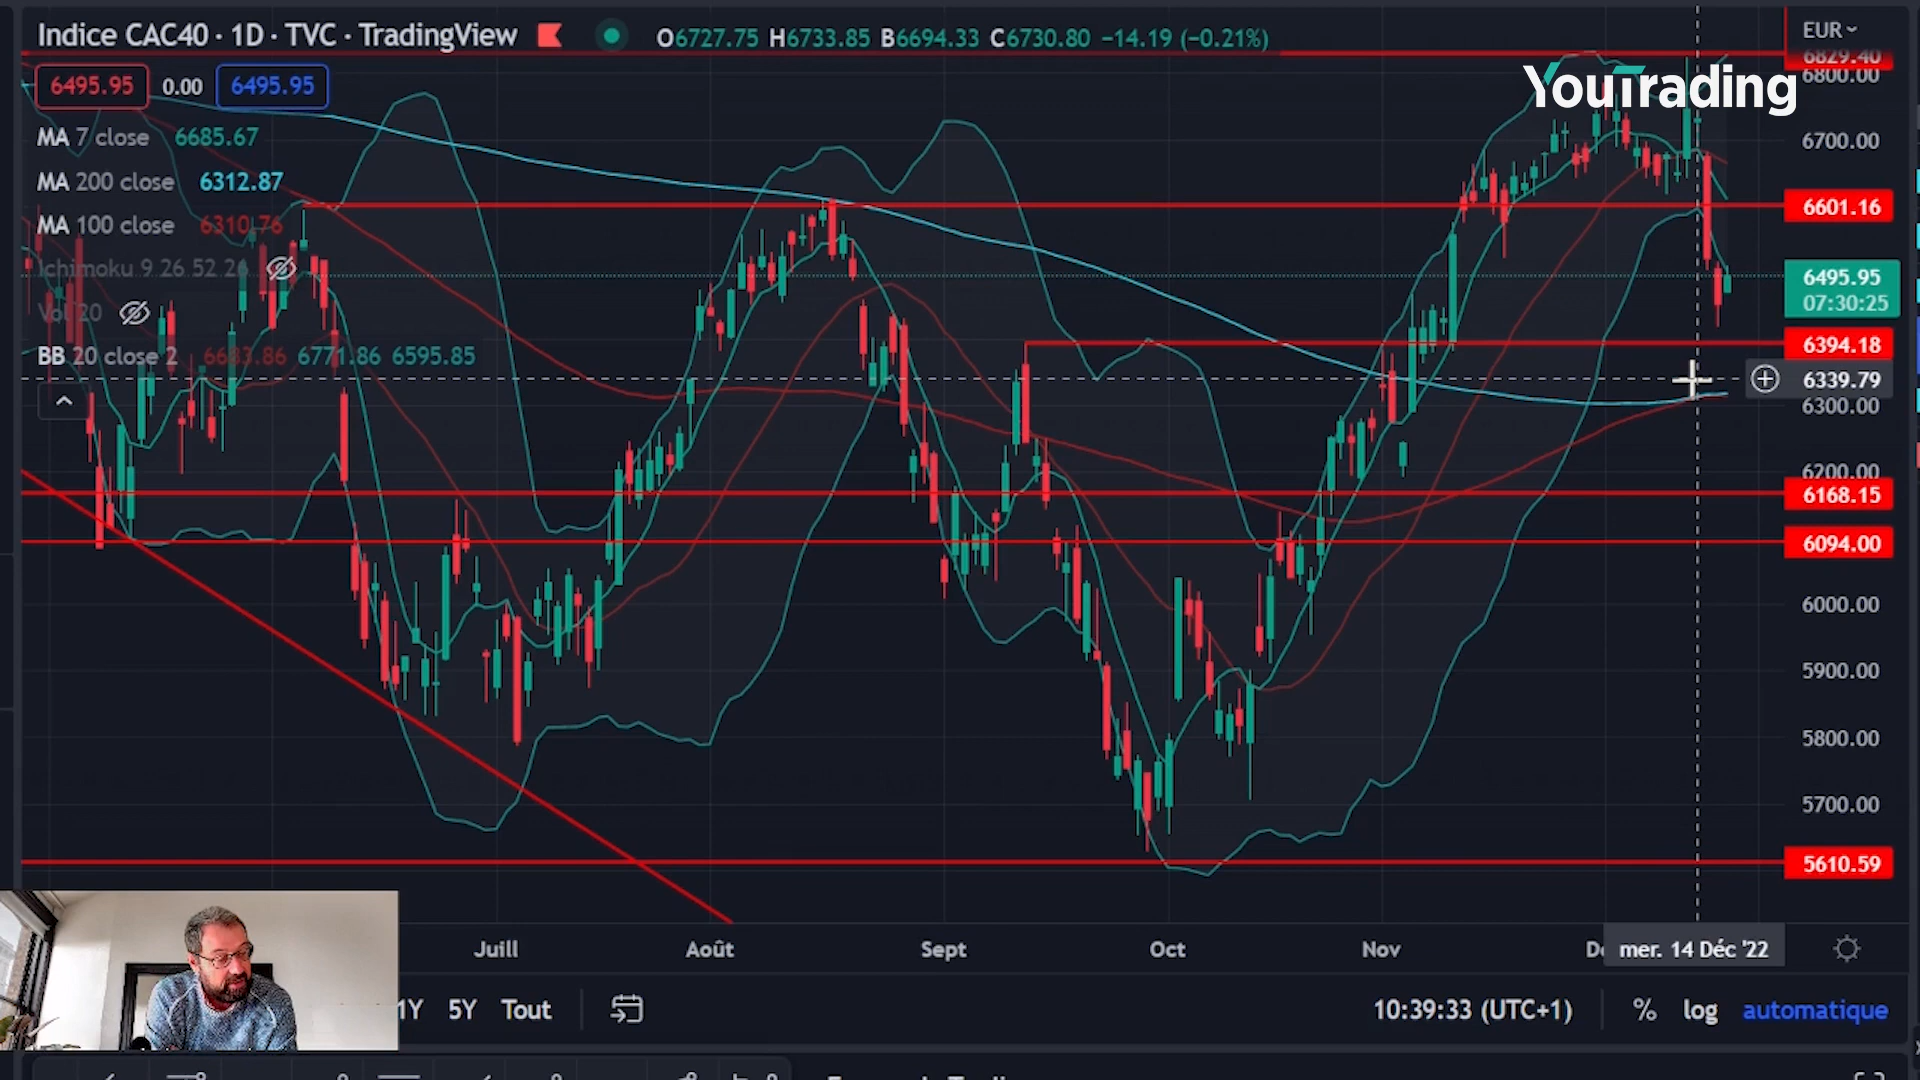 Indice CAC40 · 1D · TVC · TradingView
O6727.75 H6733.85 B6694.33 C6730.80 −14.19 (−0.21%)
EUR
6829.40
6800.00
YouTrading
6495.95 0.00 6495.95
MA 7 close 6685.67
6700.00
MA 200 close 6312.87
MA 100 close 6310.76
6601.16
Ichimoku 9 26 52 26
6495.95
07:30:25
Vol 20
6394.18
BB 20 close 2 6683.86 6771.86 6595.85
6339.79
6300.00
6200.00
6168.15
6094.00
6000.00
5900.00
5800.00
5700.00
5610.59
Juill Août Sept Oct Nov mer. 14 Déc '22
1Y 5Y Tout
10:39:33 (UTC+1) % log automatique